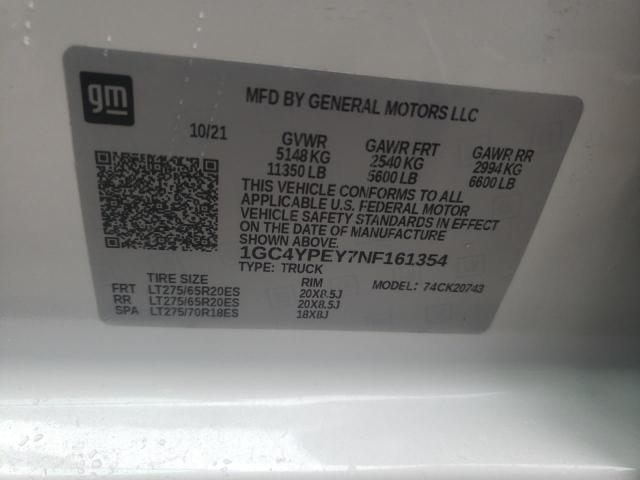 gm
MFD BY GENERAL MOTORS LLC
10/21 GVWR GAWR FRT GAWR RR
5148 KG 2540 KG 2994 KG
11350 LB 5600 LB 6600 LB
THIS VEHICLE CONFORMS TO ALL
APPLICABLE U.S. FEDERAL MOTOR
VEHICLE SAFETY STANDARDS IN EFFECT
ON THE DATE OF MANUFACTURE
SHOWN ABOVE.
1GC4YPEY7NF161354
TYPE: TRUCK
TIRE SIZE RIM MODEL: 74CK20743
FRT LT275/65R20ES 20X8.5J
RR LT275/65R20ES 20X8.5J
SPA LT275/70R18ES 18X8J